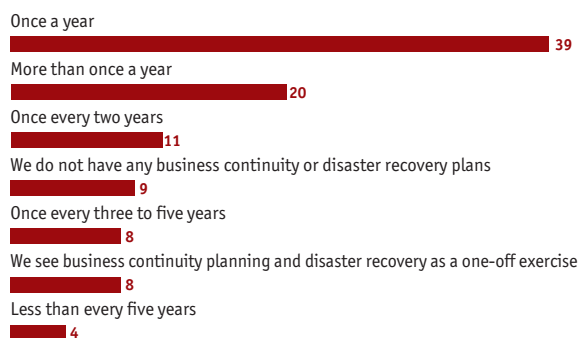 Once a year
39
More than once a year
20
Once every two years
11
We do not have any business continuity or disaster recovery plans
9
Once every three to five years
8
We see business continuity planning and disaster recovery as a one-off exercise
8
Less than every five years
4